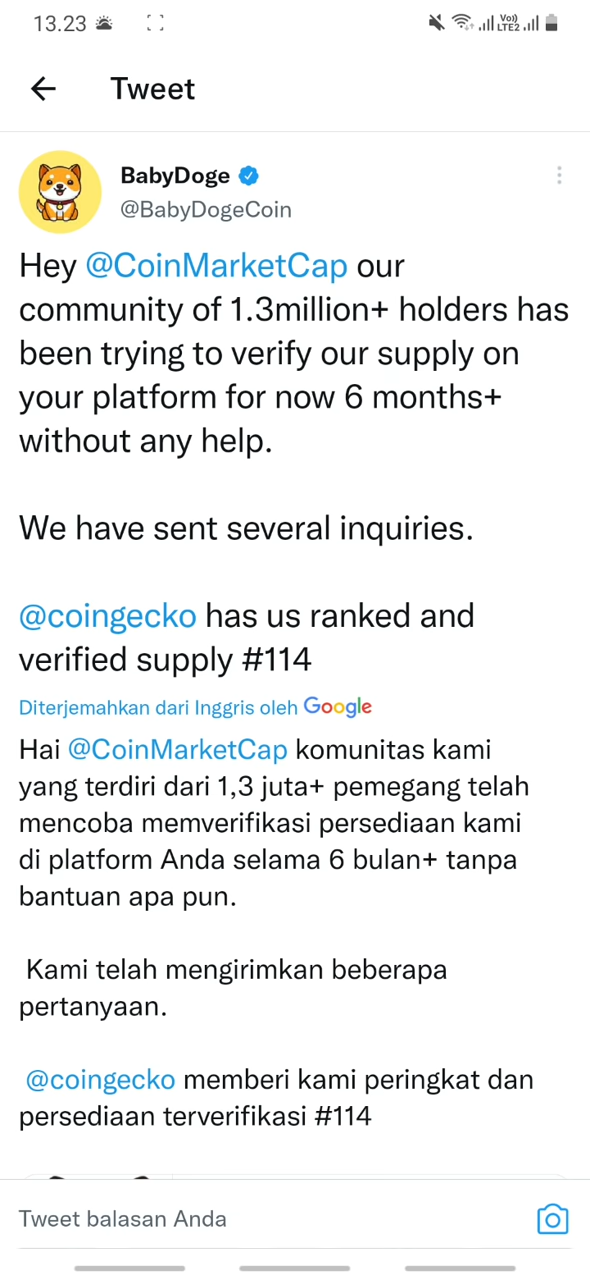 13.23
Vo))
LTE2
Tweet
BabyDoge
@BabyDogeCoin
Hey @CoinMarketCap our
community of 1.3million+ holders has
been trying to verify our supply on
your platform for now 6 months+
without any help.
We have sent several inquiries.
@coingecko has us ranked and
verified supply #114
Diterjemahkan dari Inggris oleh Google
Hai @CoinMarketCap komunitas kami
yang terdiri dari 1,3 juta+ pemegang telah
mencoba memverifikasi persediaan kami
di platform Anda selama 6 bulan+ tanpa
bantuan apa pun.
Kami telah mengirimkan beberapa
pertanyaan.
@coingecko memberi kami peringkat dan
persediaan terverifikasi #114
Tweet balasan Anda